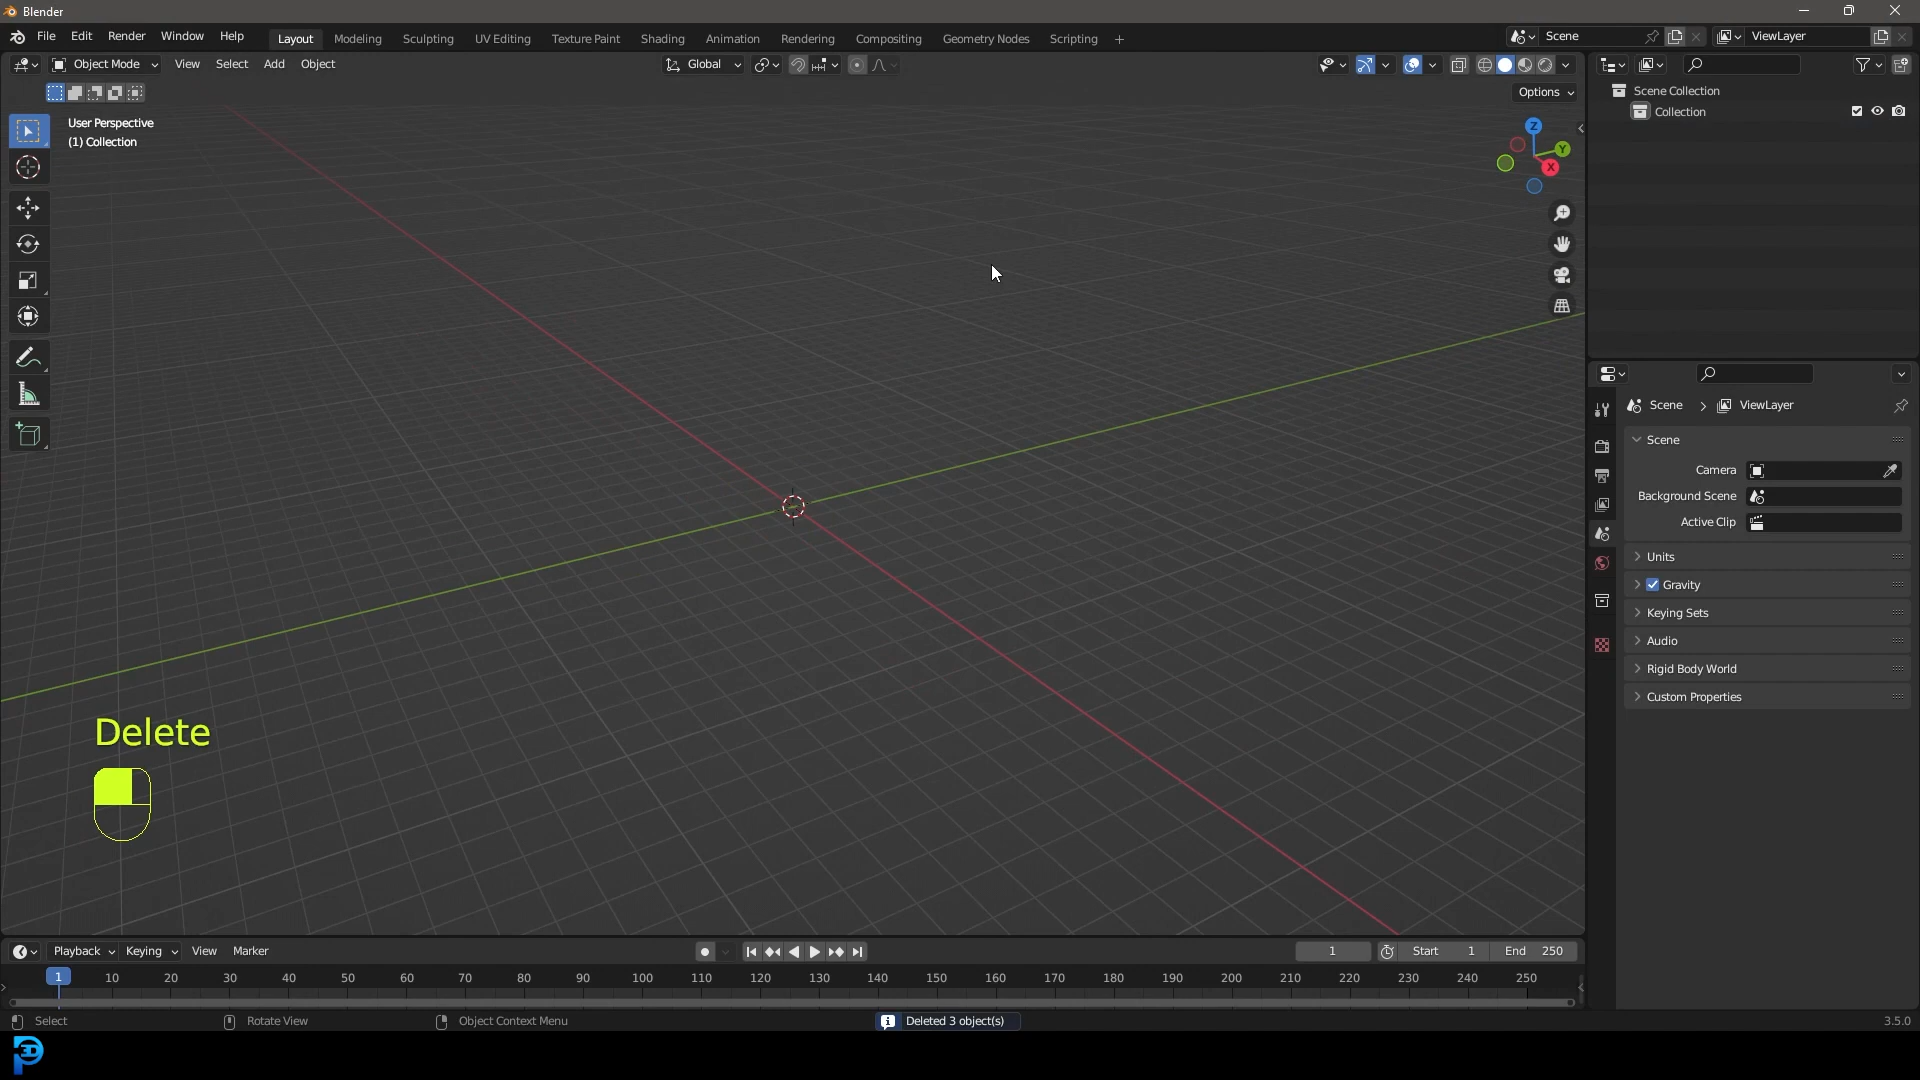 Blender
File Edit Render Window Help Layout Modeling Sculpting UV Editing Texture Paint Shading Animation Rendering Compositing Geometry Nodes Scripting + Scene ViewLayer
Object Mode View Select Add Object Global
Options
User Perspective
(1) Collection
Z
Y
X
Scene Collection
Collection
Scene > ViewLayer
Scene
Camera
Background Scene
Active Clip
Units
Gravity
Keying Sets
Audio
Rigid Body World
Custom Properties
Delete
Playback Keying View Marker 1 Start 1 End 250
1 10 20 30 40 50 60 70 80 90 100 110 120 130 140 150 160 170 180 190 200 210 220 230 240 250
Select Rotate View Object Context Menu Deleted 3 object(s) 3.5.0
P3D